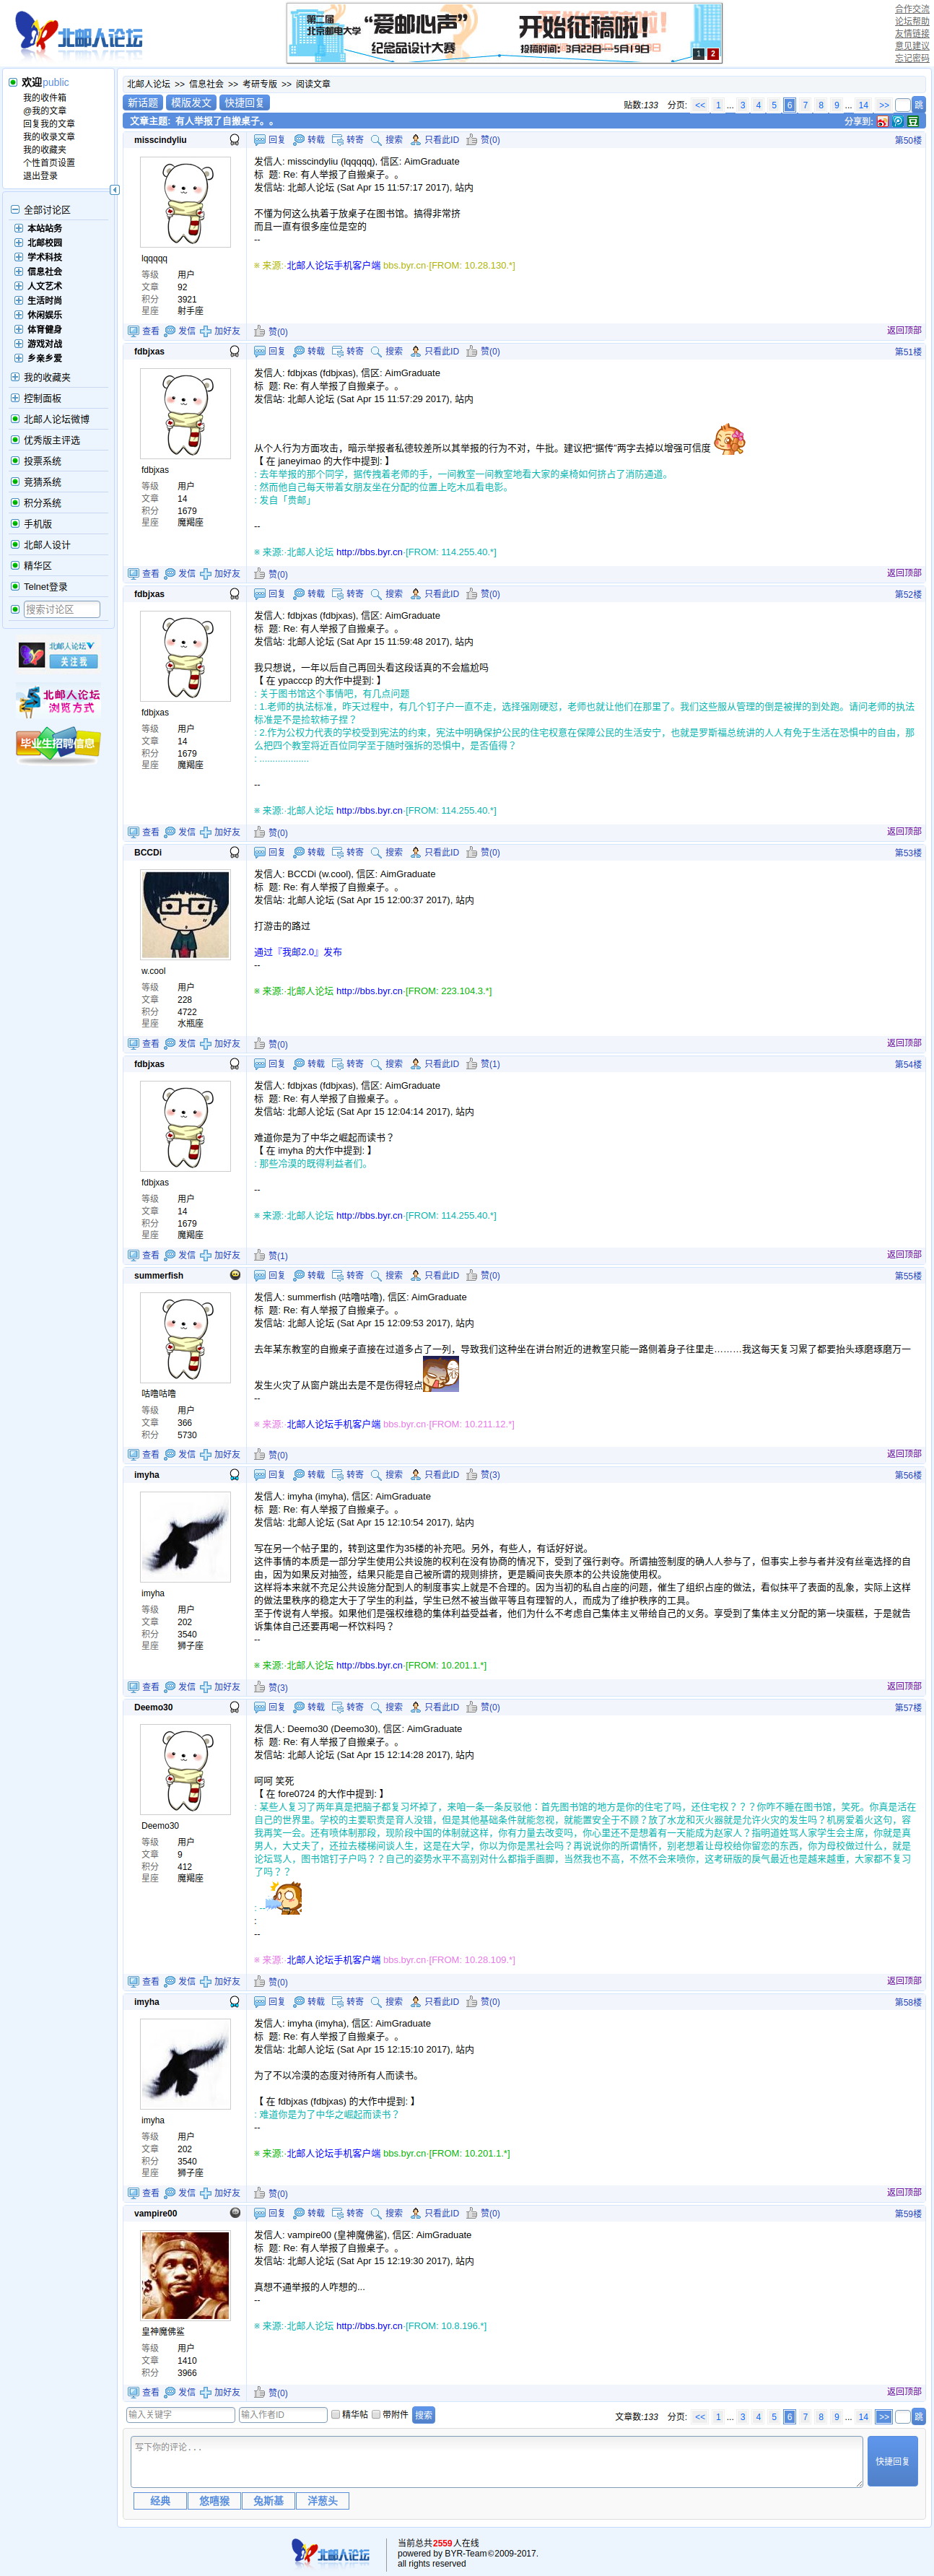 北邮人论坛
第二届
北京邮电大学
“爱邮心声”
纪念品设计大赛
开始征稿啦!
投稿时间: 3月22日——5月19日
1 2
合作交流
论坛帮助
友情链接
意见建议
忘记密码
欢迎public
我的收件箱
@我的文章
回复我的文章
我的收录文章
我的收藏夹
个性首页设置
退出登录
全部讨论区
本站站务
北邮校园
学术科技
信息社会
人文艺术
生活时尚
休闲娱乐
体育健身
游戏对战
乡亲乡爱
我的收藏夹
控制面板
北邮人论坛微博
优秀版主评选
投票系统
竞猜系统
积分系统
手机版
北邮人设计
精华区
Telnet登录
搜索讨论区
北邮人论坛
关注我
北邮人论坛
浏览方式
毕业生招聘信息
北邮人论坛 >> 信息社会 >> 考研专版 >> 阅读文章
新话题 模版发文 快捷回复
贴数:133 分页: << 1 ... 3 4 5 6 7 8 9 ... 14 >> 跳
文章主题: 有人举报了自搬桌子。。 分享到:
misscindyliu 回复 转载 转寄 搜索 只看此ID 赞(0) 第50楼
lqqqqq
等级 用户
文章 92
积分 3921
星座 射手座
发信人: misscindyliu (lqqqqq), 信区: AimGraduate
标 题: Re: 有人举报了自搬桌子。。
发信站: 北邮人论坛 (Sat Apr 15 11:57:17 2017), 站内
不懂为何这么执着于放桌子在图书馆。搞得非常挤
而且一直有很多座位是空的
--
※ 来源:·北邮人论坛手机客户端 bbs.byr.cn·[FROM: 10.28.130.*]
查看 发信 加好友 赞(0) 返回顶部
fdbjxas 回复 转载 转寄 搜索 只看此ID 赞(0) 第51楼
fdbjxas
等级 用户
文章 14
积分 1679
星座 魔羯座
发信人: fdbjxas (fdbjxas), 信区: AimGraduate
标 题: Re: 有人举报了自搬桌子。。
发信站: 北邮人论坛 (Sat Apr 15 11:57:29 2017), 站内
从个人行为方面攻击，暗示举报者私德较差所以其举报的行为不对，牛批。建议把“据传”两字去掉以增强可信度
【 在 janeyimao 的大作中提到: 】
: 去年举报的那个同学，据传拽着老师的手，一间教室一间教室地看大家的桌椅如何挤占了消防通道。
: 然而他自己每天带着女朋友坐在分配的位置上吃木瓜看电影。
: 发自「贵邮」
--
※ 来源:·北邮人论坛 http://bbs.byr.cn·[FROM: 114.255.40.*]
查看 发信 加好友 赞(0) 返回顶部
fdbjxas 回复 转载 转寄 搜索 只看此ID 赞(0) 第52楼
fdbjxas
等级 用户
文章 14
积分 1679
星座 魔羯座
发信人: fdbjxas (fdbjxas), 信区: AimGraduate
标 题: Re: 有人举报了自搬桌子。。
发信站: 北邮人论坛 (Sat Apr 15 11:59:48 2017), 站内
我只想说，一年以后自己再回头看这段话真的不会尴尬吗
【 在 ypacccp 的大作中提到: 】
: 关于图书馆这个事情吧，有几点问题
: 1.老师的执法标准，昨天过程中，有几个钉子户一直不走，选择强刚硬怼，老师也就让他们在那里了。我们这些服从管理的倒是被撵的到处跑。请问老师的执法
标准是不是捡软柿子捏？
: 2.作为公权力代表的学校受到宪法的约束，宪法中明确保护公民的住宅权意在保障公民的生活安宁，也就是罗斯福总统讲的人人有免于生活在恐惧中的自由，那
么把四个教室将近百位同学至于随时强拆的恐惧中，是否值得？
: ...................
--
※ 来源:·北邮人论坛 http://bbs.byr.cn·[FROM: 114.255.40.*]
查看 发信 加好友 赞(0) 返回顶部
BCCDi 回复 转载 转寄 搜索 只看此ID 赞(0) 第53楼
w.cool
等级 用户
文章 228
积分 4722
星座 水瓶座
发信人: BCCDi (w.cool), 信区: AimGraduate
标 题: Re: 有人举报了自搬桌子。。
发信站: 北邮人论坛 (Sat Apr 15 12:00:37 2017), 站内
打游击的路过
通过『我邮2.0』发布
--
※ 来源:·北邮人论坛 http://bbs.byr.cn·[FROM: 223.104.3.*]
查看 发信 加好友 赞(0) 返回顶部
fdbjxas 回复 转载 转寄 搜索 只看此ID 赞(1) 第54楼
fdbjxas
等级 用户
文章 14
积分 1679
星座 魔羯座
发信人: fdbjxas (fdbjxas), 信区: AimGraduate
标 题: Re: 有人举报了自搬桌子。。
发信站: 北邮人论坛 (Sat Apr 15 12:04:14 2017), 站内
难道你是为了中华之崛起而读书？
【 在 imyha 的大作中提到: 】
: 那些冷漠的既得利益者们。
--
※ 来源:·北邮人论坛 http://bbs.byr.cn·[FROM: 114.255.40.*]
查看 发信 加好友 赞(1) 返回顶部
summerfish 回复 转载 转寄 搜索 只看此ID 赞(0) 第55楼
咕噜咕噜
等级 用户
文章 366
积分 5730
发信人: summerfish (咕噜咕噜), 信区: AimGraduate
标 题: Re: 有人举报了自搬桌子。。
发信站: 北邮人论坛 (Sat Apr 15 12:09:53 2017), 站内
去年某东教室的自搬桌子直接在过道多占了一列，导致我们这种坐在讲台附近的进教室只能一路侧着身子往里走………我这每天复习累了都要抬头琢磨琢磨万一
发生火灾了从窗户跳出去是不是伤得轻点
--
※ 来源:·北邮人论坛手机客户端 bbs.byr.cn·[FROM: 10.211.12.*]
查看 发信 加好友 赞(0) 返回顶部
imyha 回复 转载 转寄 搜索 只看此ID 赞(3) 第56楼
imyha
等级 用户
文章 202
积分 3540
星座 狮子座
发信人: imyha (imyha), 信区: AimGraduate
标 题: Re: 有人举报了自搬桌子。。
发信站: 北邮人论坛 (Sat Apr 15 12:10:54 2017), 站内
写在另一个帖子里的，转到这里作为35楼的补充吧。另外，有些人，有话好好说。
这件事情的本质是一部分学生使用公共设施的权利在没有协商的情况下，受到了强行剥夺。所谓抽签制度的确人人参与了，但事实上参与者并没有丝毫选择的自
由，因为如果反对抽签，结果只能是自己被所谓的规则排挤，更是瞬间丧失原本的公共设施使用权。
这样将本来就不充足公共设施分配到人的制度事实上就是不合理的。因为当初的私自占座的问题，催生了组织占座的做法，看似抹平了表面的乱象，实际上这样
的做法里秩序的稳定大于了学生的利益，学生已然不被当做平等且有理智的人，而成为了维护秩序的工具。
至于传说有人举报。如果他们是强权维稳的集体利益受益者，他们为什么不考虑自己集体主义带给自己的义务。享受到了集体主义分配的第一块蛋糕，于是就告
诉集体自己还要再喝一杯饮料吗？
--
※ 来源:·北邮人论坛 http://bbs.byr.cn·[FROM: 10.201.1.*]
查看 发信 加好友 赞(3) 返回顶部
Deemo30 回复 转载 转寄 搜索 只看此ID 赞(0) 第57楼
Deemo30
等级 用户
文章 9
积分 412
星座 魔羯座
发信人: Deemo30 (Deemo30), 信区: AimGraduate
标 题: Re: 有人举报了自搬桌子。。
发信站: 北邮人论坛 (Sat Apr 15 12:14:28 2017), 站内
呵呵 笑死
【 在 fore0724 的大作中提到: 】
: 某些人复习了两年真是把脑子都复习坏掉了，来咱一条一条反驳他：首先图书馆的地方是你的住宅了吗，还住宅权？？？你咋不睡在图书馆，笑死。你真是活在
自己的世界里。学校的主要职责是育人没错，但是其他基础条件就能忽视，就能置安全于不顾？放了水龙和灭火器就是允许火灾的发生吗？机房爱着火这句，容
我再笑一会。还有喷体制那段，现阶段中国的体制就这样，你有力量去改变吗，你心里还不是想着有一天能成为赵家人？指明道姓骂人家学生会主席，你就是真
男人，大丈夫了，还拉去楼梯间谈人生，这是在大学，你以为你是黑社会吗？再说说你的所谓情怀，别老想着让母校给你留恋的东西，你为母校做过什么，就是
论坛骂人，图书馆钉子户吗？？自己的姿势水平不高别对什么都指手画脚，当然我也不高，不然不会来喷你，这考研版的戾气最近也是越来越重，大家都不复习
了吗？？
: --
:
--
※ 来源:·北邮人论坛手机客户端 bbs.byr.cn·[FROM: 10.28.109.*]
查看 发信 加好友 赞(0) 返回顶部
imyha 回复 转载 转寄 搜索 只看此ID 赞(0) 第58楼
imyha
等级 用户
文章 202
积分 3540
星座 狮子座
发信人: imyha (imyha), 信区: AimGraduate
标 题: Re: 有人举报了自搬桌子。。
发信站: 北邮人论坛 (Sat Apr 15 12:15:10 2017), 站内
为了不以冷漠的态度对待所有人而读书。
【 在 fdbjxas (fdbjxas) 的大作中提到: 】
: 难道你是为了中华之崛起而读书？
--
※ 来源:·北邮人论坛手机客户端 bbs.byr.cn·[FROM: 10.201.1.*]
查看 发信 加好友 赞(0) 返回顶部
vampire00 回复 转载 转寄 搜索 只看此ID 赞(0) 第59楼
皇神魔佛鲨
等级 用户
文章 1410
积分 3966
发信人: vampire00 (皇神魔佛鲨), 信区: AimGraduate
标 题: Re: 有人举报了自搬桌子。。
发信站: 北邮人论坛 (Sat Apr 15 12:19:30 2017), 站内
真想不通举报的人咋想的...
--
※ 来源:·北邮人论坛 http://bbs.byr.cn·[FROM: 10.8.196.*]
查看 发信 加好友 赞(0) 返回顶部
输入关键字 输入作者ID 精华帖 带附件 搜索
文章数:133 分页: << 1 ... 3 4 5 6 7 8 9 ... 14 >> 跳
写下你的评论...
快捷回复
经典 悠嘻猴 兔斯基 洋葱头
北邮人论坛
当前总共2559人在线
powered by BYR-Team©2009-2017.
all rights reserved